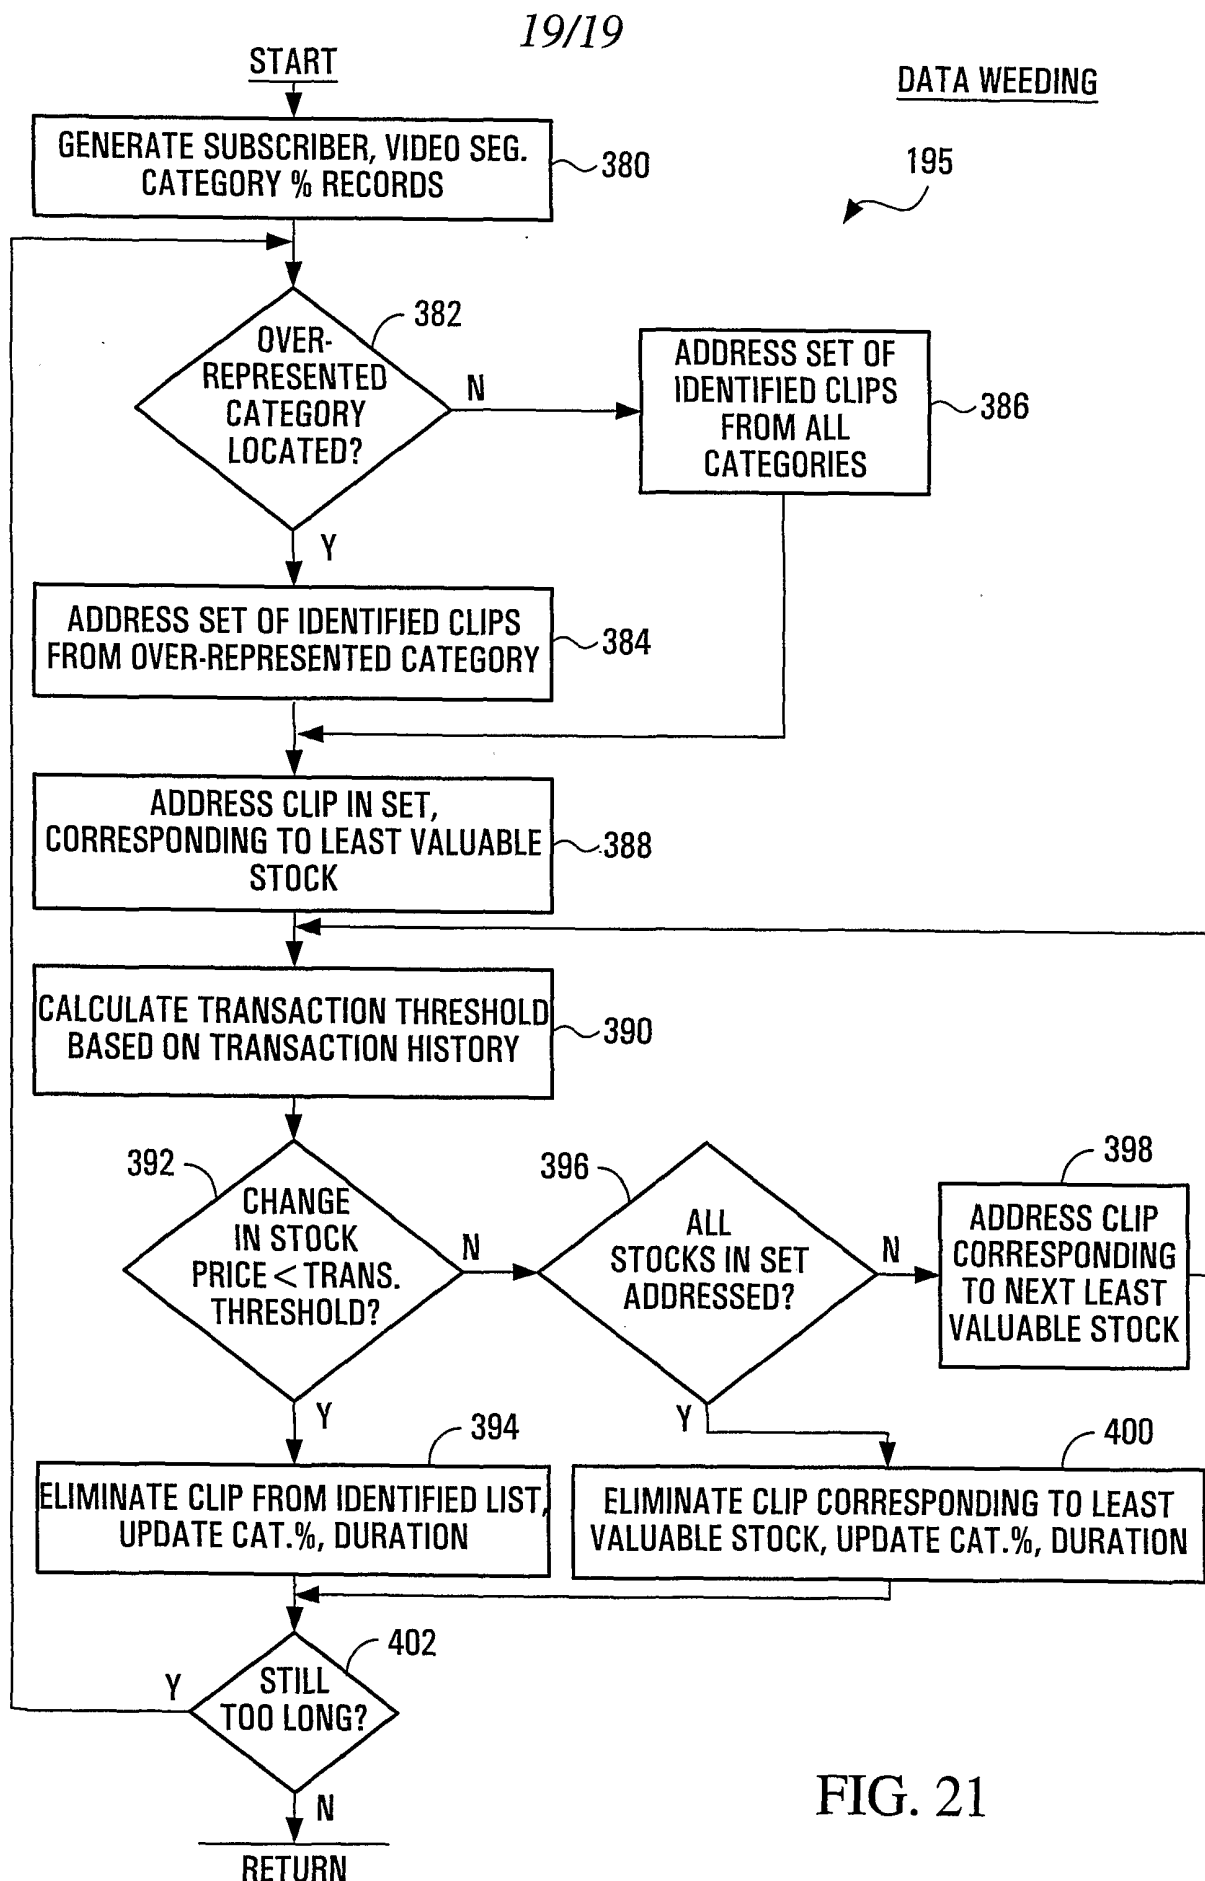 19/19
START
DATA WEEDING
GENERATE SUBSCRIBER, VIDEO SEG.
CATEGORY % RECORDS
380
195
382
OVER-
REPRESENTED
CATEGORY
LOCATED?
N
ADDRESS SET OF
IDENTIFIED CLIPS
FROM ALL
CATEGORIES
386
Y
ADDRESS SET OF IDENTIFIED CLIPS
FROM OVER-REPRESENTED CATEGORY
384
ADDRESS CLIP IN SET,
CORRESPONDING TO LEAST VALUABLE
STOCK
388
CALCULATE TRANSACTION THRESHOLD
BASED ON TRANSACTION HISTORY
390
392
CHANGE
IN STOCK
PRICE < TRANS.
THRESHOLD?
N
396
ALL
STOCKS IN SET
ADDRESSED?
N
398
ADDRESS CLIP
CORRESPONDING
TO NEXT LEAST
VALUABLE STOCK
Y
394
Y
400
ELIMINATE CLIP FROM IDENTIFIED LIST,
UPDATE CAT.%, DURATION
ELIMINATE CLIP CORRESPONDING TO LEAST
VALUABLE STOCK, UPDATE CAT.%, DURATION
402
STILL
TOO LONG?
Y
N
RETURN
FIG. 21